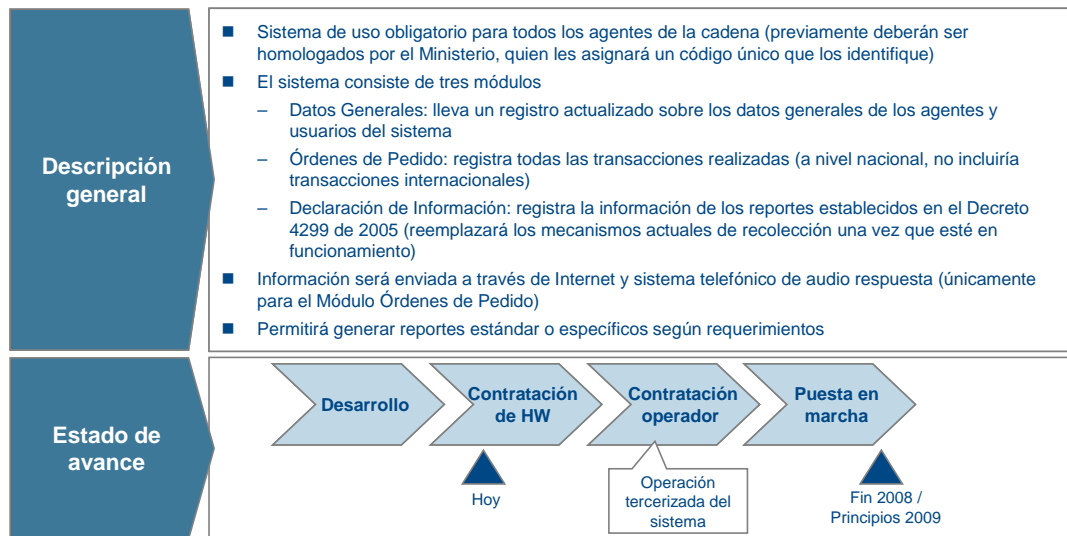 Descripción
general
■ Sistema de uso obligatorio para todos los agentes de la cadena (previamente deberán ser
homologados por el Ministerio, quien les asignará un código único que los identifique)
■ El sistema consiste de tres módulos
– Datos Generales: lleva un registro actualizado sobre los datos generales de los agentes y
usuarios del sistema
– Órdenes de Pedido: registra todas las transacciones realizadas (a nivel nacional, no incluiría
transacciones internacionales)
– Declaración de Información: registra la información de los reportes establecidos en el Decreto
4299 de 2005 (reemplazará los mecanismos actuales de recolección una vez que esté en
funcionamiento)
■ Información será enviada a través de Internet y sistema telefónico de audio respuesta (únicamente
para el Módulo Órdenes de Pedido)
■ Permitirá generar reportes estándar o específicos según requerimientos
Estado de
avance
Desarrollo
Contratación
de HW
Contratación
operador
Puesta en
marcha
Hoy
Operación
tercerizada del
sistema
Fin 2008 /
Principios 2009